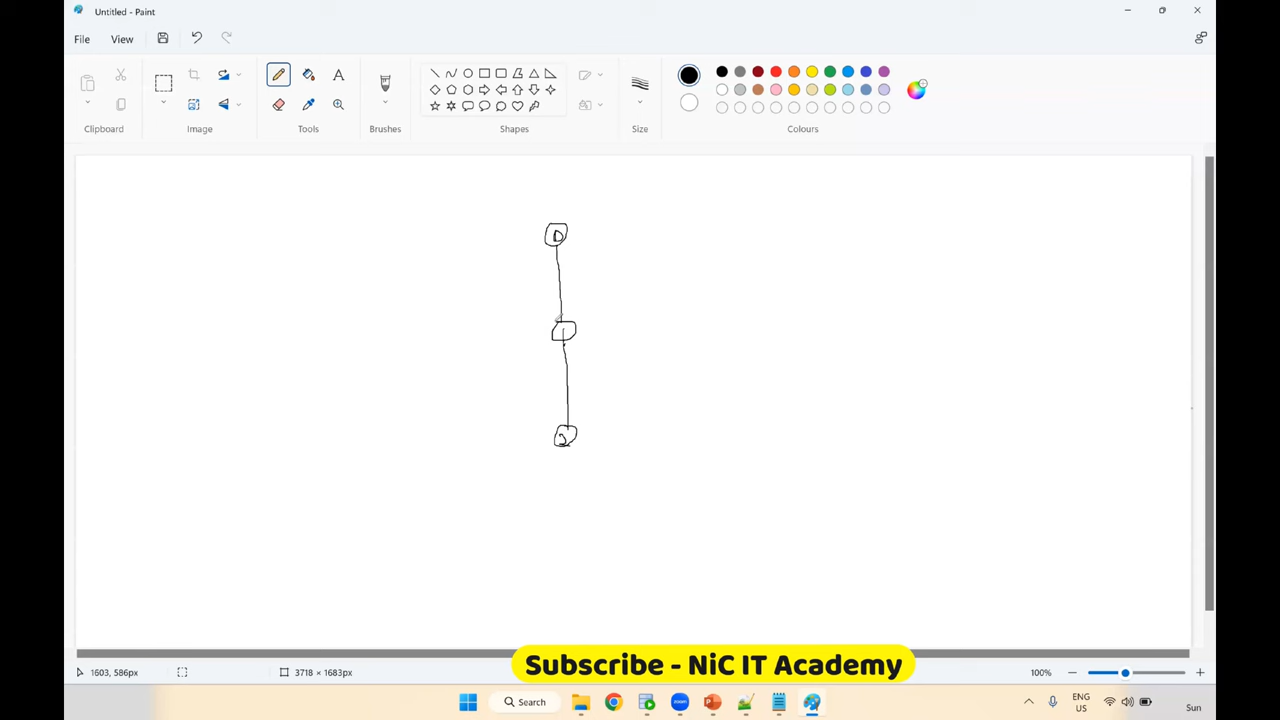 Untitled - Paint
File
View
A
Clipboard
Image
Tools
Brushes
Shapes
Size
Colours
D
Subscribe - NiC IT Academy
1603, 586px
3718 × 1683px
100%
Search
zoom
ENG
US
Sun